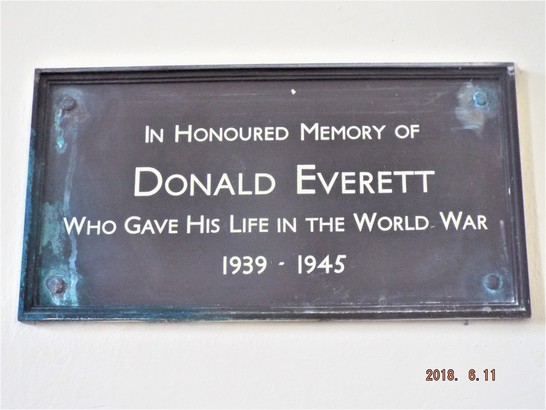 In Honoured Memory of
Donald Everett
Who Gave His Life in the World War
1939 - 1945
2018. 6.11